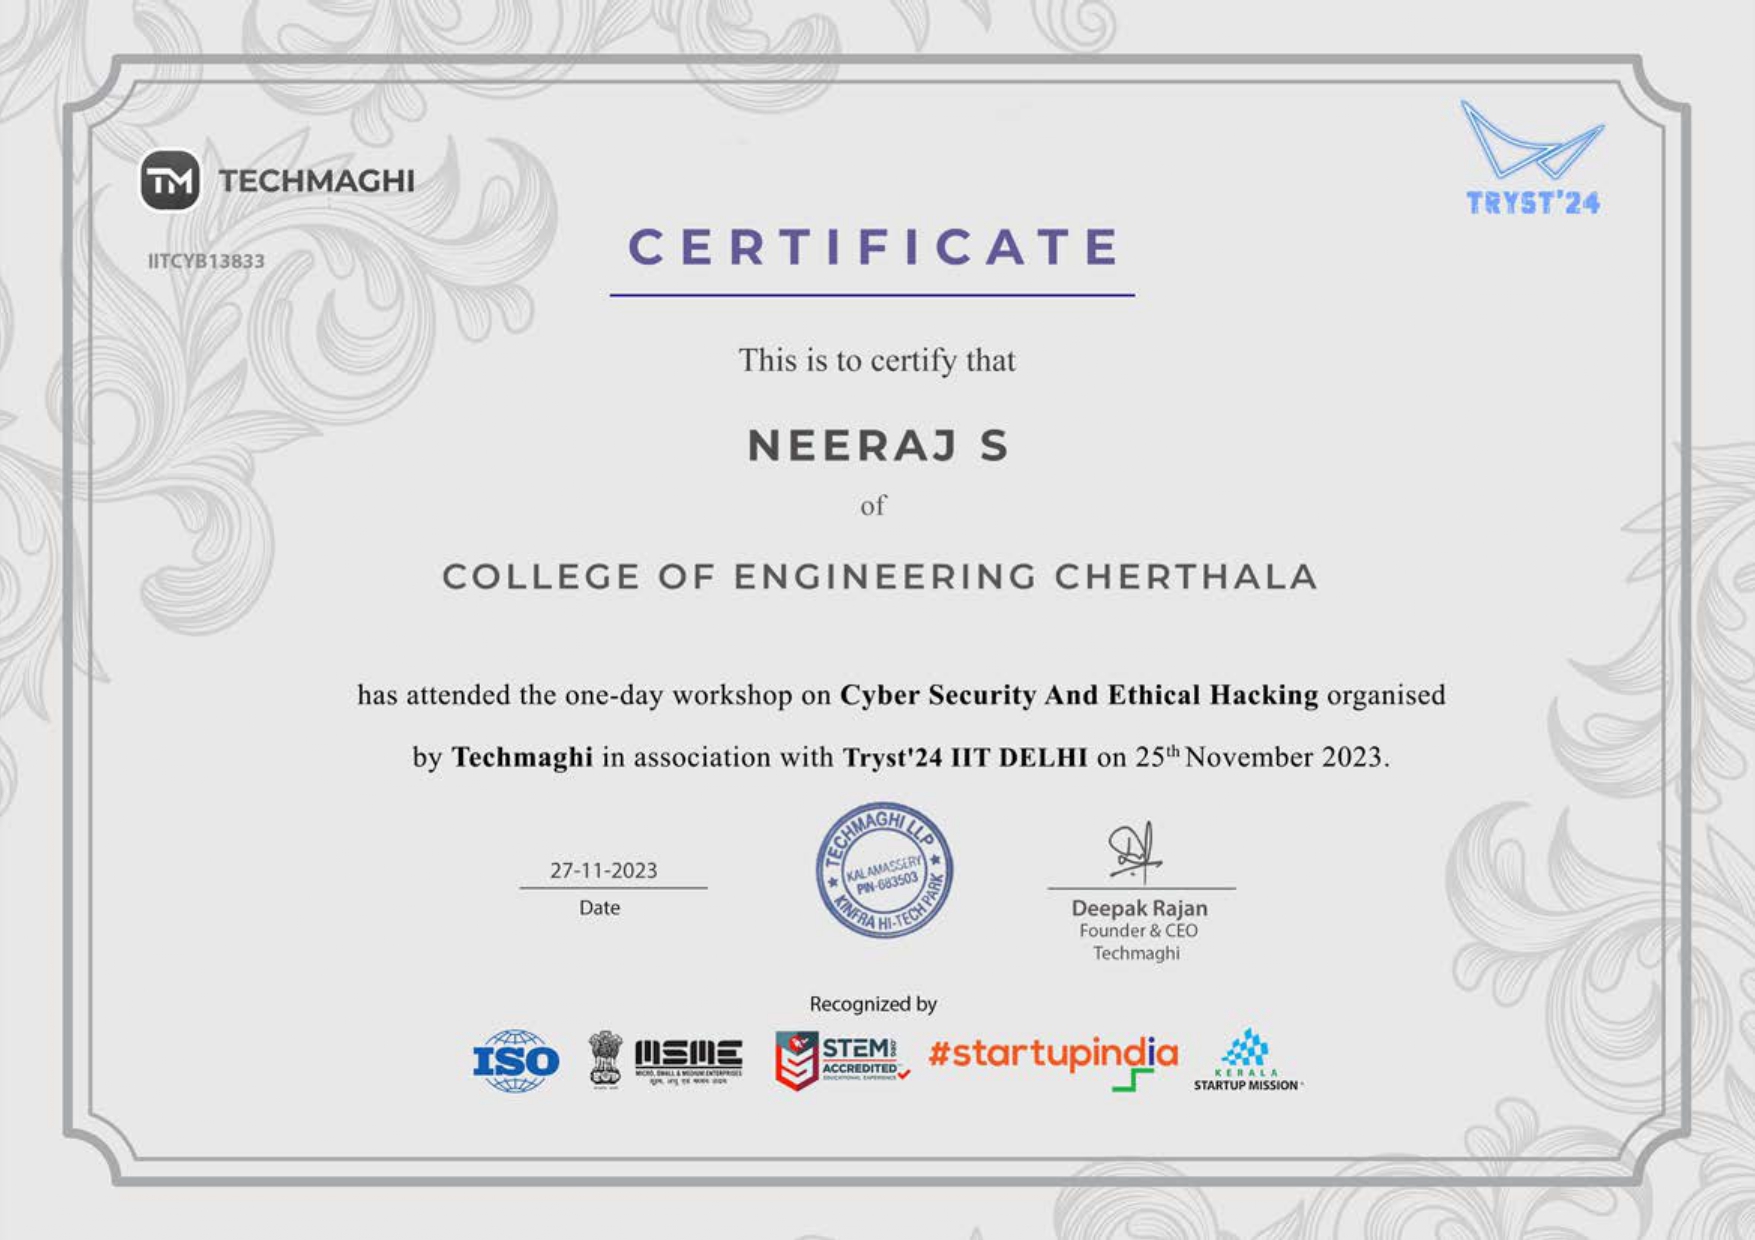 TM TECHMAGHI
TRYST'24
IITCYB13833
CERTIFICATE
This is to certify that
NEERAJ S
of
COLLEGE OF ENGINEERING CHERTHALA
has attended the one-day workshop on Cyber Security And Ethical Hacking organised
by Techmaghi in association with Tryst'24 IIT DELHI on 25th November 2023.
27-11-2023
Date
TECHMAGHI LLP
KALAMASSERY
PIN-683503
KINFRA HI-TECH PARK
Deepak Rajan
Founder & CEO
Techmaghi
Recognized by
ISO
MSME
MICRO, SMALL & MEDIUM ENTERPRISES
STEM
ACCREDITED
EDUCATIONAL EXPERIENCE
#startupindia
KERALA
STARTUP MISSION